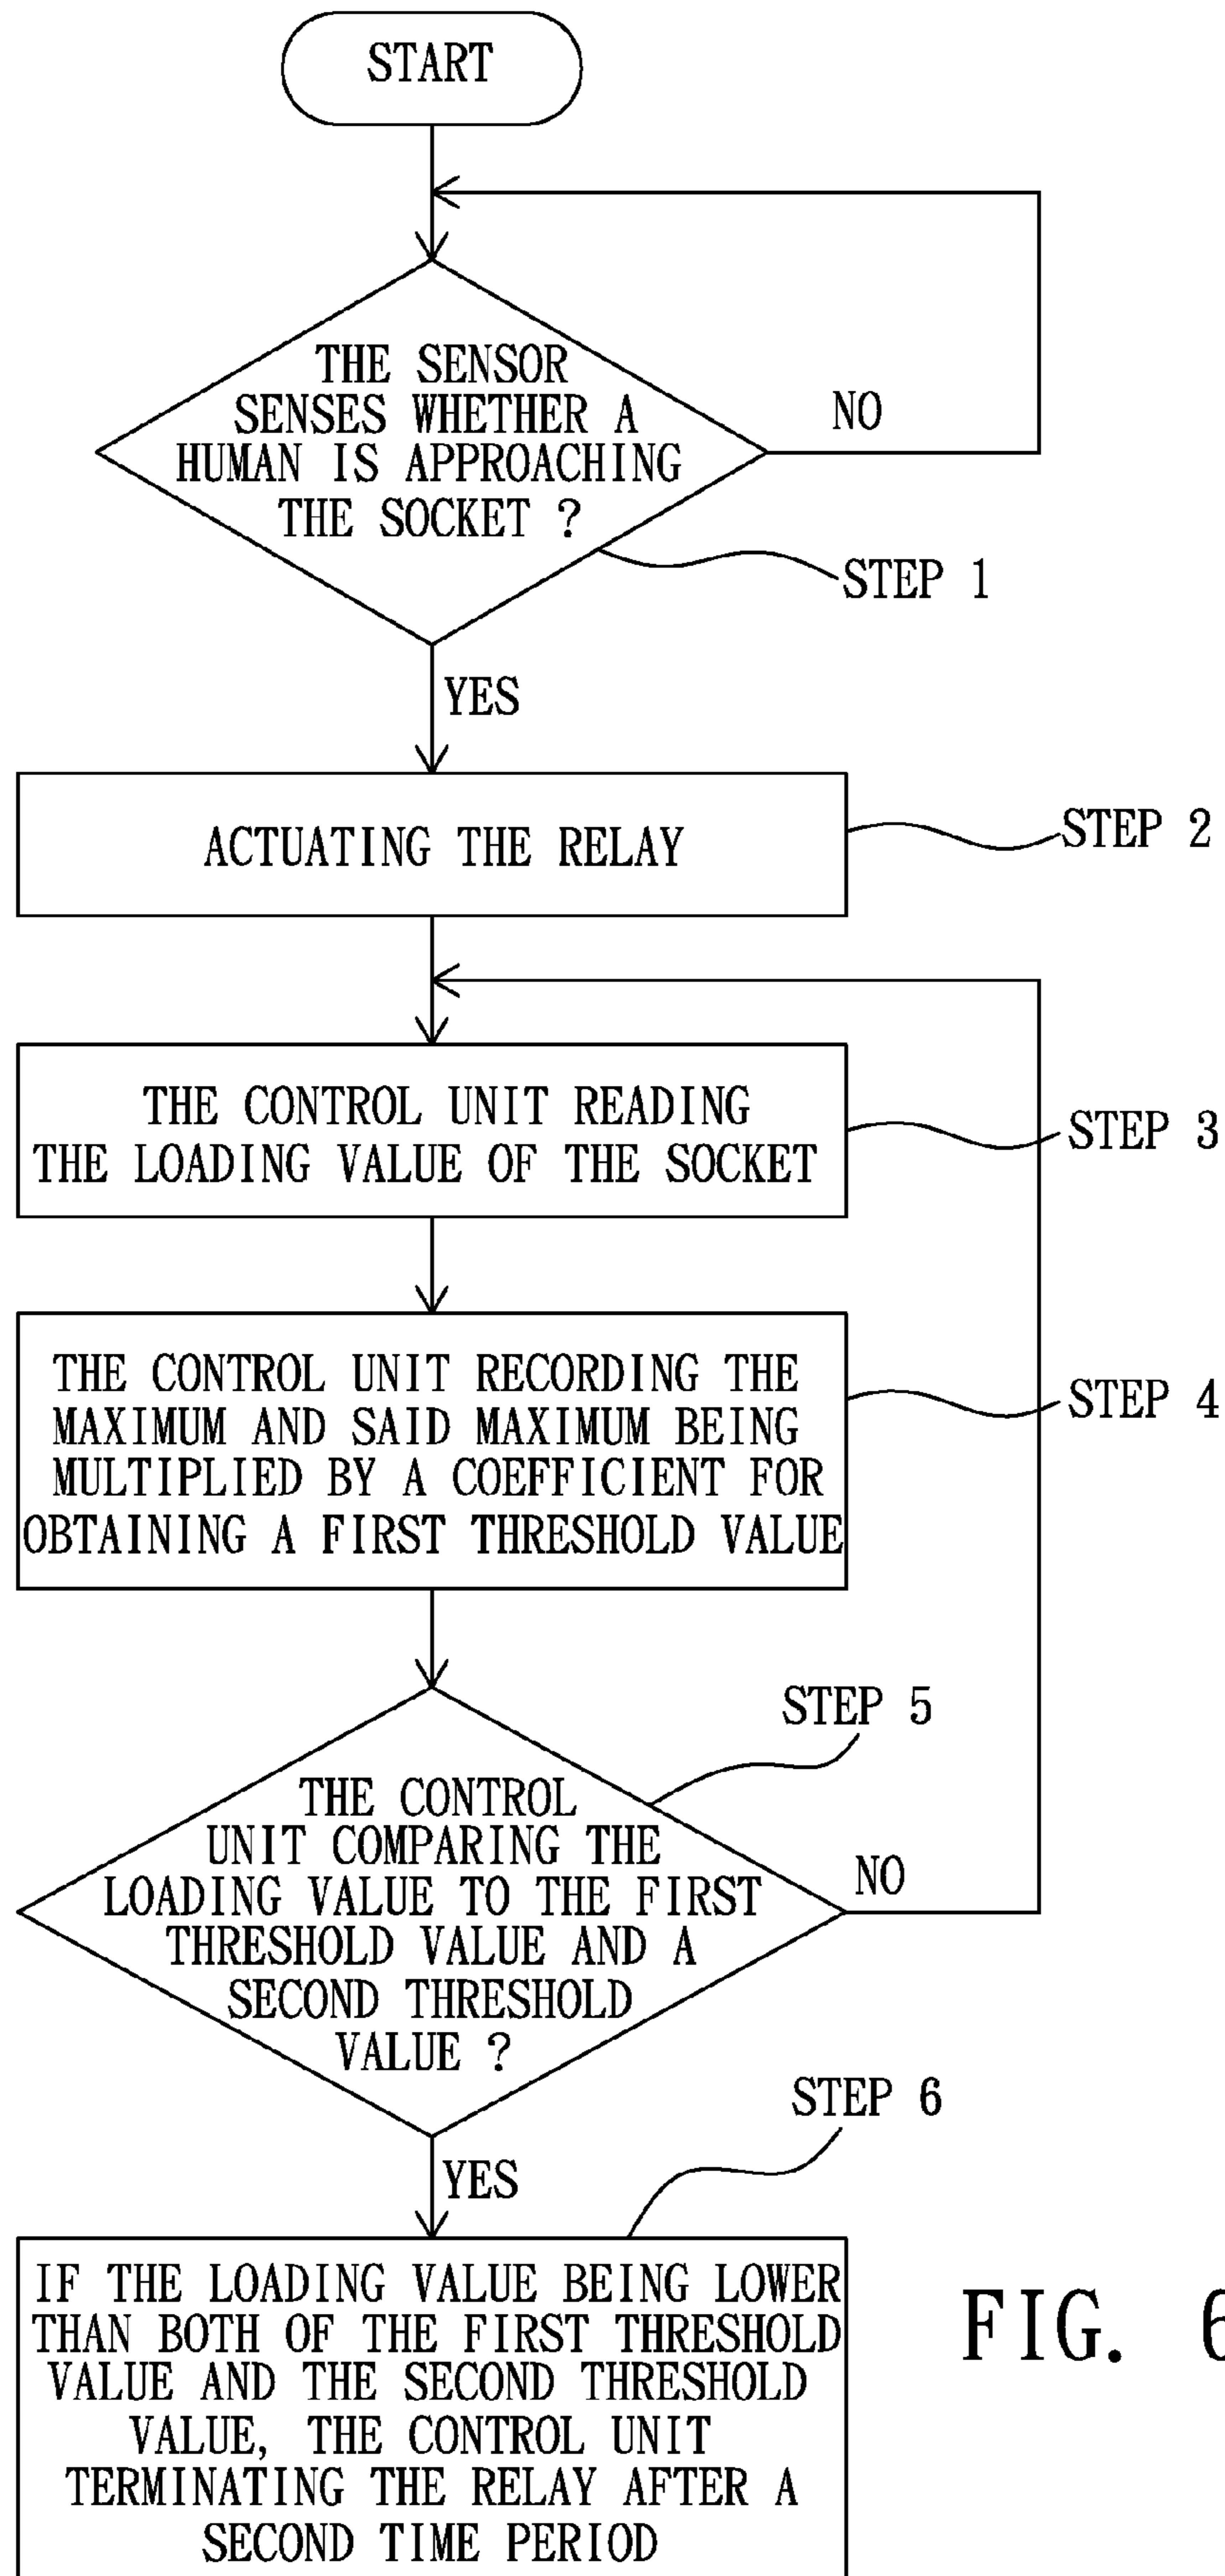 START
THE SENSOR
SENSES WHETHER A
HUMAN IS APPROACHING
THE SOCKET ?
NO
STEP 1
YES
ACTUATING THE RELAY
STEP 2
THE CONTROL UNIT READING
THE LOADING VALUE OF THE SOCKET
STEP 3
THE CONTROL UNIT RECORDING THE
MAXIMUM AND SAID MAXIMUM BEING
MULTIPLIED BY A COEFFICIENT FOR
OBTAINING A FIRST THRESHOLD VALUE
STEP 4
STEP 5
THE CONTROL
UNIT COMPARING THE
LOADING VALUE TO THE FIRST
THRESHOLD VALUE AND A
SECOND THRESHOLD
VALUE ?
NO
STEP 6
YES
IF THE LOADING VALUE BEING LOWER
THAN BOTH OF THE FIRST THRESHOLD
VALUE AND THE SECOND THRESHOLD
VALUE, THE CONTROL UNIT
TERMINATING THE RELAY AFTER A
SECOND TIME PERIOD
FIG. 6